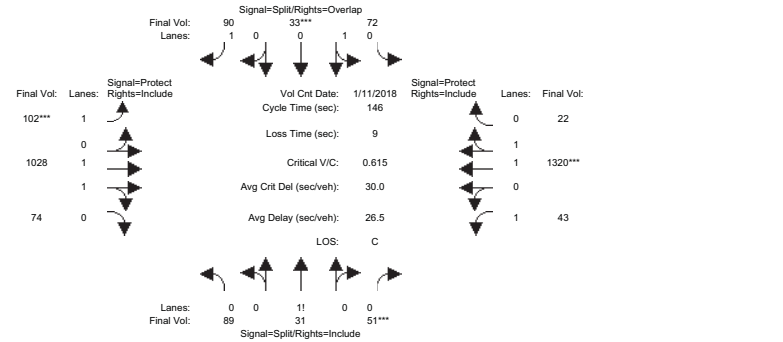 Signal=Split/Rights=Overlap
Final Vol: 90 33*** 72
Lanes: 1 0 0 1 0
Signal=Protect
Final Vol: Lanes: Rights=Include
Vol Cnt Date: 1/11/2018
Signal=Protect
Rights=Include Lanes: Final Vol:
Cycle Time (sec): 146
102*** 1
0 22
Loss Time (sec): 9
0
1
1028 1
Critical V/C: 0.615
1 1320***
1
Avg Crit Del (sec/veh): 30.0
0
74 0
Avg Delay (sec/veh): 26.5
1 43
LOS: C
Lanes: 0 0 1! 0 0
Final Vol: 89 31 51***
Signal=Split/Rights=Include